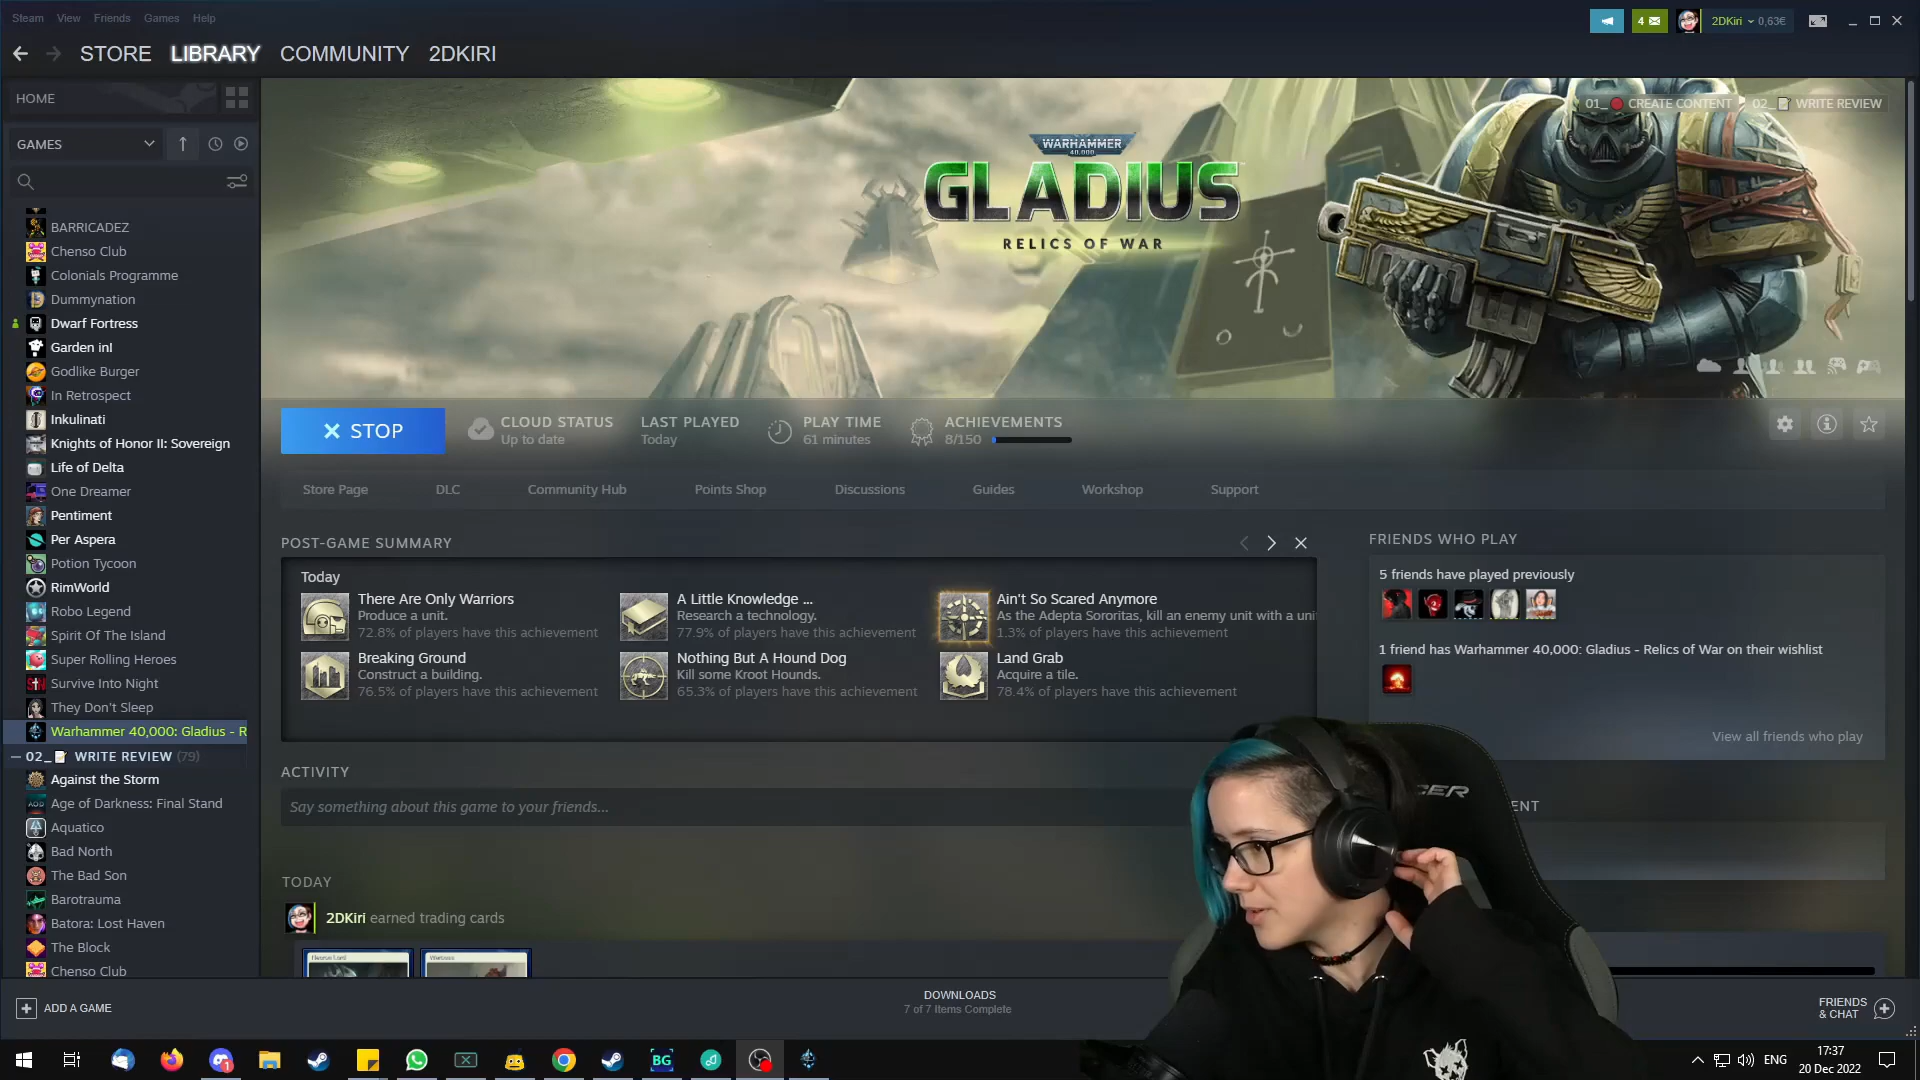 Steam View Friends Games Help
4 2DKiri 0,63€
STORE LIBRARY COMMUNITY 2DKIRI
HOME
01_ CREATE CONTENT 02_ WRITE REVIEW
GAMES
WARHAMMER
40,000
GLADIUS
RELICS OF WAR
BARRICADEZ
Chenso Club
Colonials Programme
Dummynation
Dwarf Fortress
Garden in!
Godlike Burger
In Retrospect
Inkulinati
Knights of Honor II: Sovereign
Life of Delta
One Dreamer
Pentiment
Per Aspera
Potion Tycoon
RimWorld
Robo Legend
Spirit Of The Island
Super Rolling Heroes
Survive Into Night
They Don't Sleep
Warhammer 40,000: Gladius - R
02_ WRITE REVIEW (79)
Against the Storm
Age of Darkness: Final Stand
Aquatico
Bad North
The Bad Son
Barotrauma
Batora: Lost Haven
The Block
Chenso Club
STOP
CLOUD STATUS
Up to date
LAST PLAYED
Today
PLAY TIME
61 minutes
ACHIEVEMENTS
8/150
Store Page DLC Community Hub Points Shop Discussions Guides Workshop Support
POST-GAME SUMMARY
Today
There Are Only Warriors
Produce a unit.
72.8% of players have this achievement
A Little Knowledge ...
Research a technology.
77.9% of players have this achievement
Ain't So Scared Anymore
As the Adepta Sororitas, kill an enemy unit with a uni
1.3% of players have this achievement
Breaking Ground
Construct a building.
76.5% of players have this achievement
Nothing But A Hound Dog
Kill some Kroot Hounds.
65.3% of players have this achievement
Land Grab
Acquire a tile.
78.4% of players have this achievement
FRIENDS WHO PLAY
5 friends have played previously
1 friend has Warhammer 40,000: Gladius - Relics of War on their wishlist
View all friends who play
ACTIVITY
Say something about this game to your friends...
ENT
TODAY
2DKiri earned trading cards
ADD A GAME
DOWNLOADS
7 of 7 Items Complete
FRIENDS
& CHAT
BG
ENG
17:37
20 Dec 2022